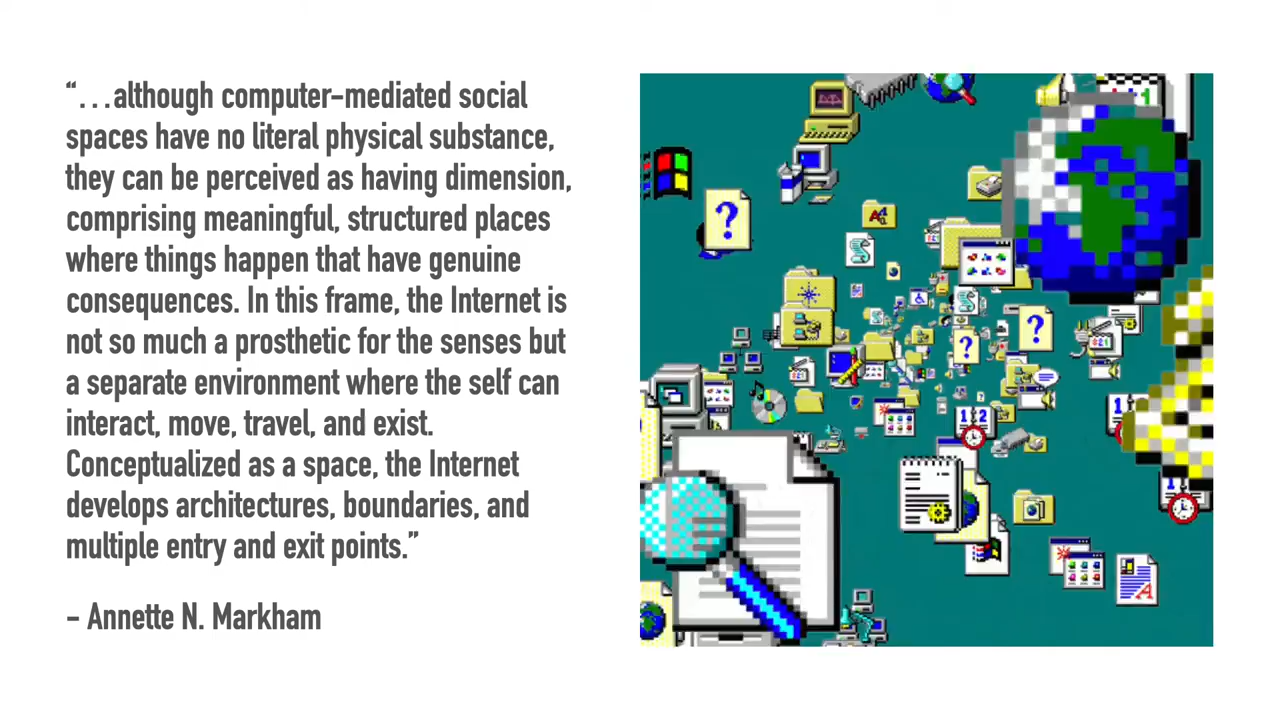 “…although computer-mediated social
spaces have no literal physical substance,
they can be perceived as having dimension,
comprising meaningful, structured places
where things happen that have genuine
consequences. In this frame, the Internet is
not so much a prosthetic for the senses but
a separate environment where the self can
interact, move, travel, and exist.
Conceptualized as a space, the Internet
develops architectures, boundaries, and
multiple entry and exit points.”
– Annette N. Markham